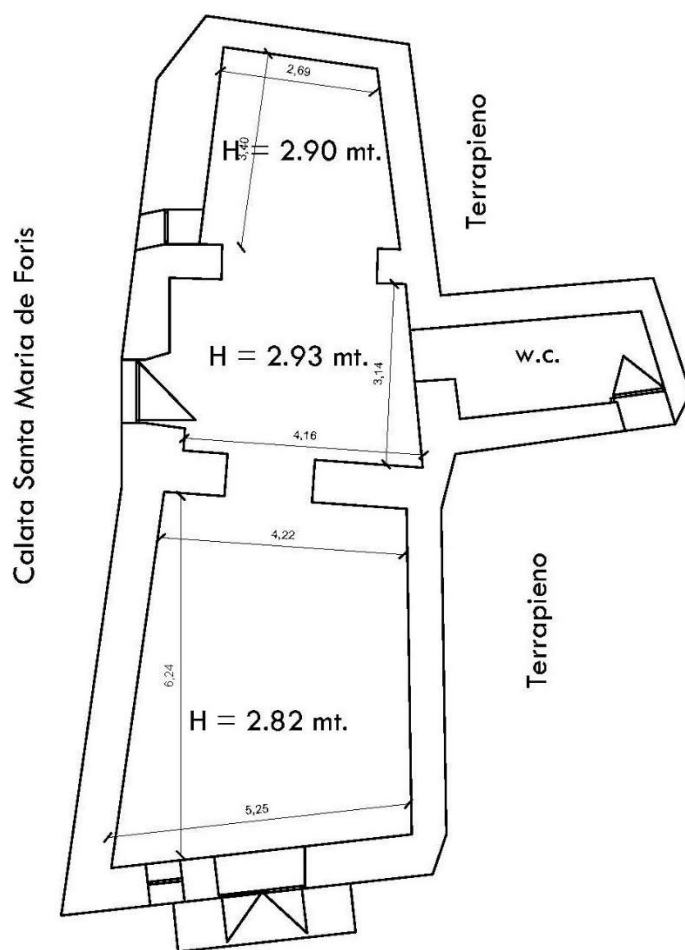 2,69
Terrapieno
H = 2.90 mt.
3,40
Calata Santa Maria de Foris
H = 2.93 mt.
w.c.
3,14
4,16
4,22
Terrapieno
6,24
H = 2.82 mt.
5,25